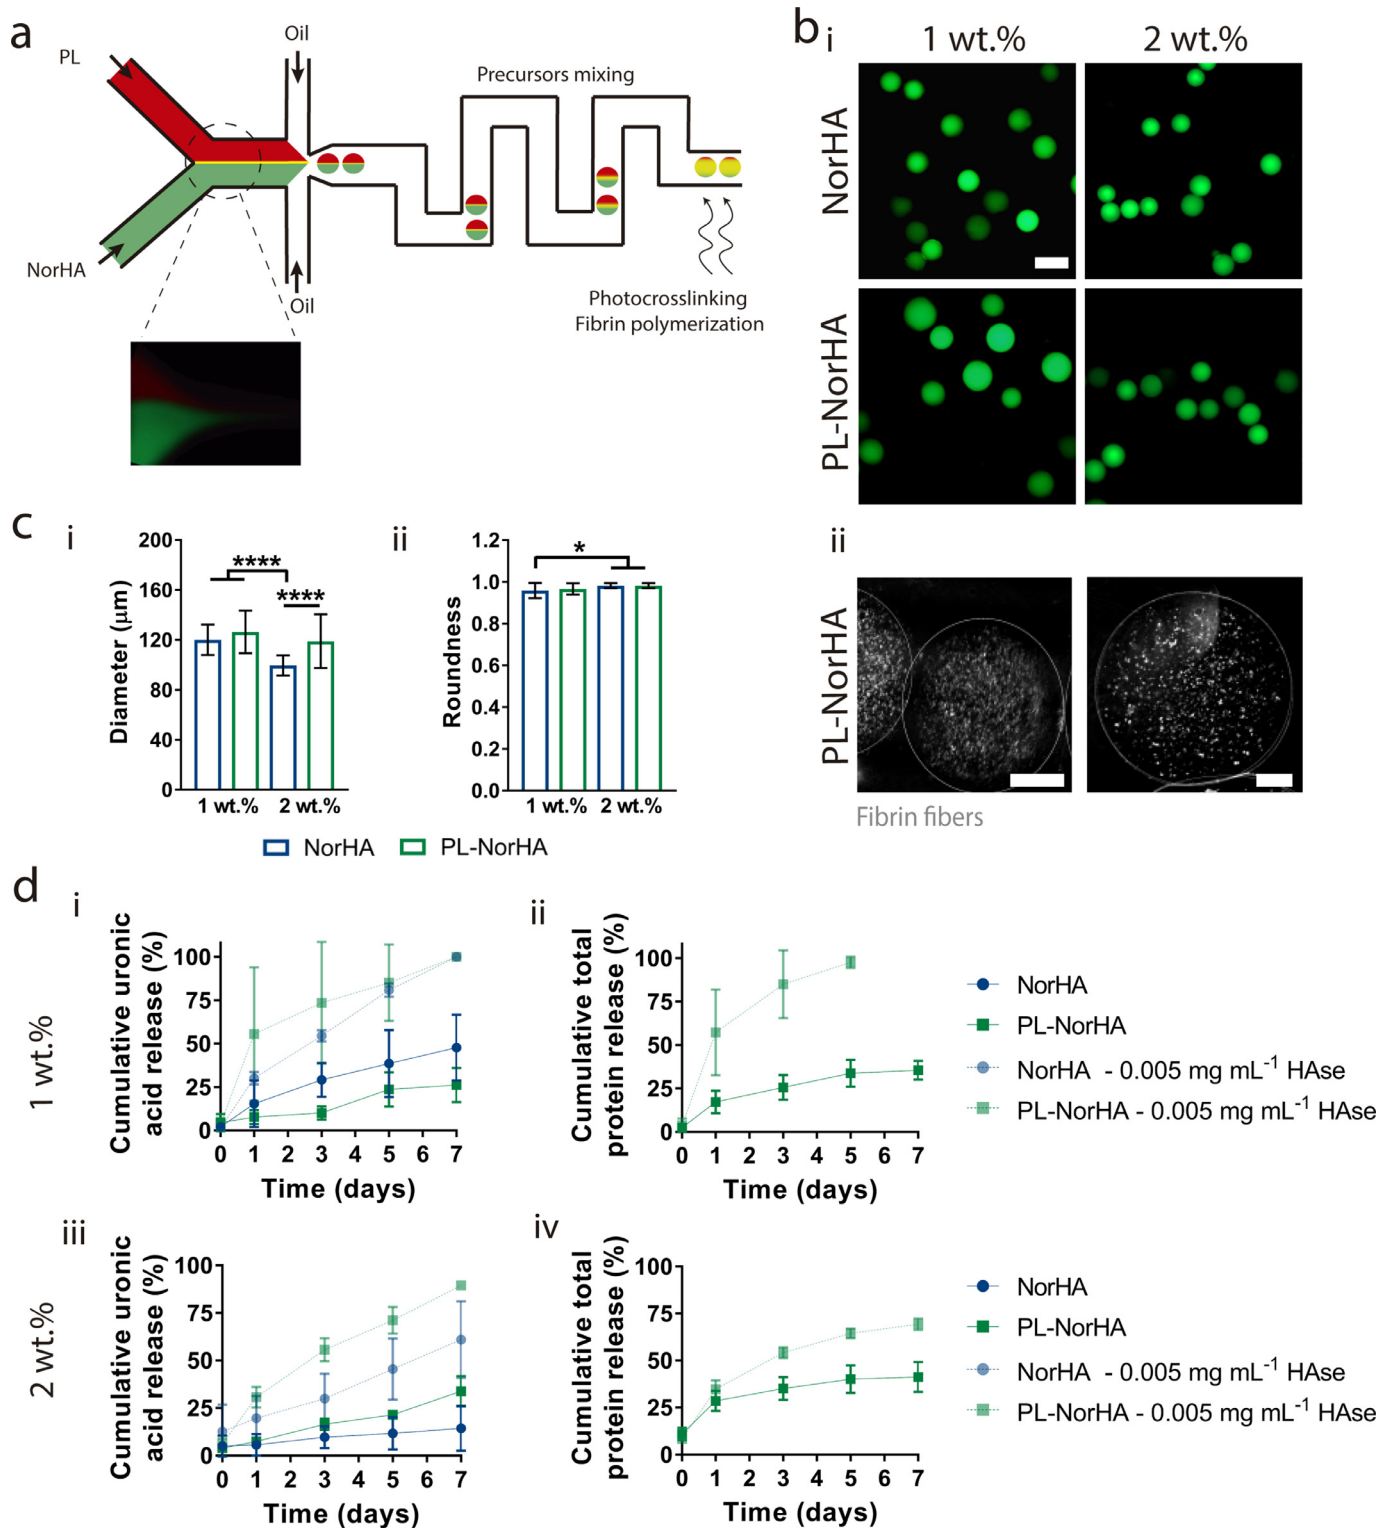 a
PL
Oil
Precursors mixing
NorHA
Oil
Photocrosslinking
Fibrin polymerization
b
i
1 wt.%
2 wt.%
NorHA
PL-NorHA
ii
PL-NorHA
Fibrin fibers
c
i
Diameter (μm)
200
160
120
80
40
0
****
****
1 wt.%
2 wt.%
ii
Roundness
1.2
1.0
0.8
0.6
0.4
0.2
0.0
*
1 wt.%
2 wt.%
NorHA
PL-NorHA
d
1 wt.%
i
Cumulative uronic
acid release (%)
100
75
50
25
0
0 1 2 3 4 5 6 7
Time (days)
ii
Cumulative total
protein release (%)
100
75
50
25
0
0 1 2 3 4 5 6 7
Time (days)
NorHA
PL-NorHA
NorHA - 0.005 mg mL⁻¹ HAse
PL-NorHA - 0.005 mg mL⁻¹ HAse
2 wt.%
iii
Cumulative uronic
acid release (%)
100
75
50
25
0
0 1 2 3 4 5 6 7
Time (days)
iv
Cumulative total
protein release (%)
100
75
50
25
0
0 1 2 3 4 5 6 7
Time (days)
NorHA
PL-NorHA
NorHA - 0.005 mg mL⁻¹ HAse
PL-NorHA - 0.005 mg mL⁻¹ HAse